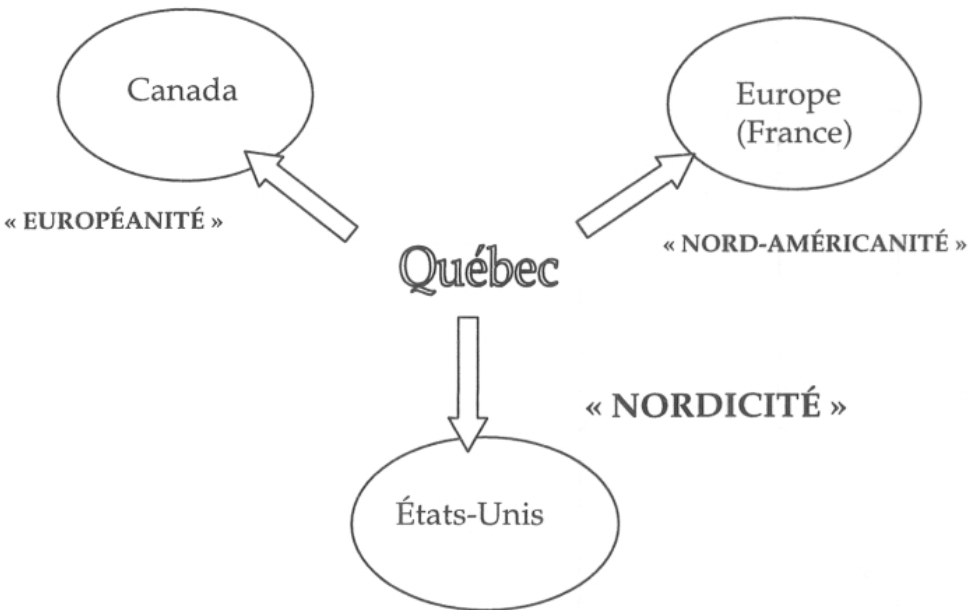 Canada
Europe
(France)
« EUROPÉANITÉ »
« NORD-AMÉRICANITÉ »
Québec
« NORDICITÉ »
États-Unis